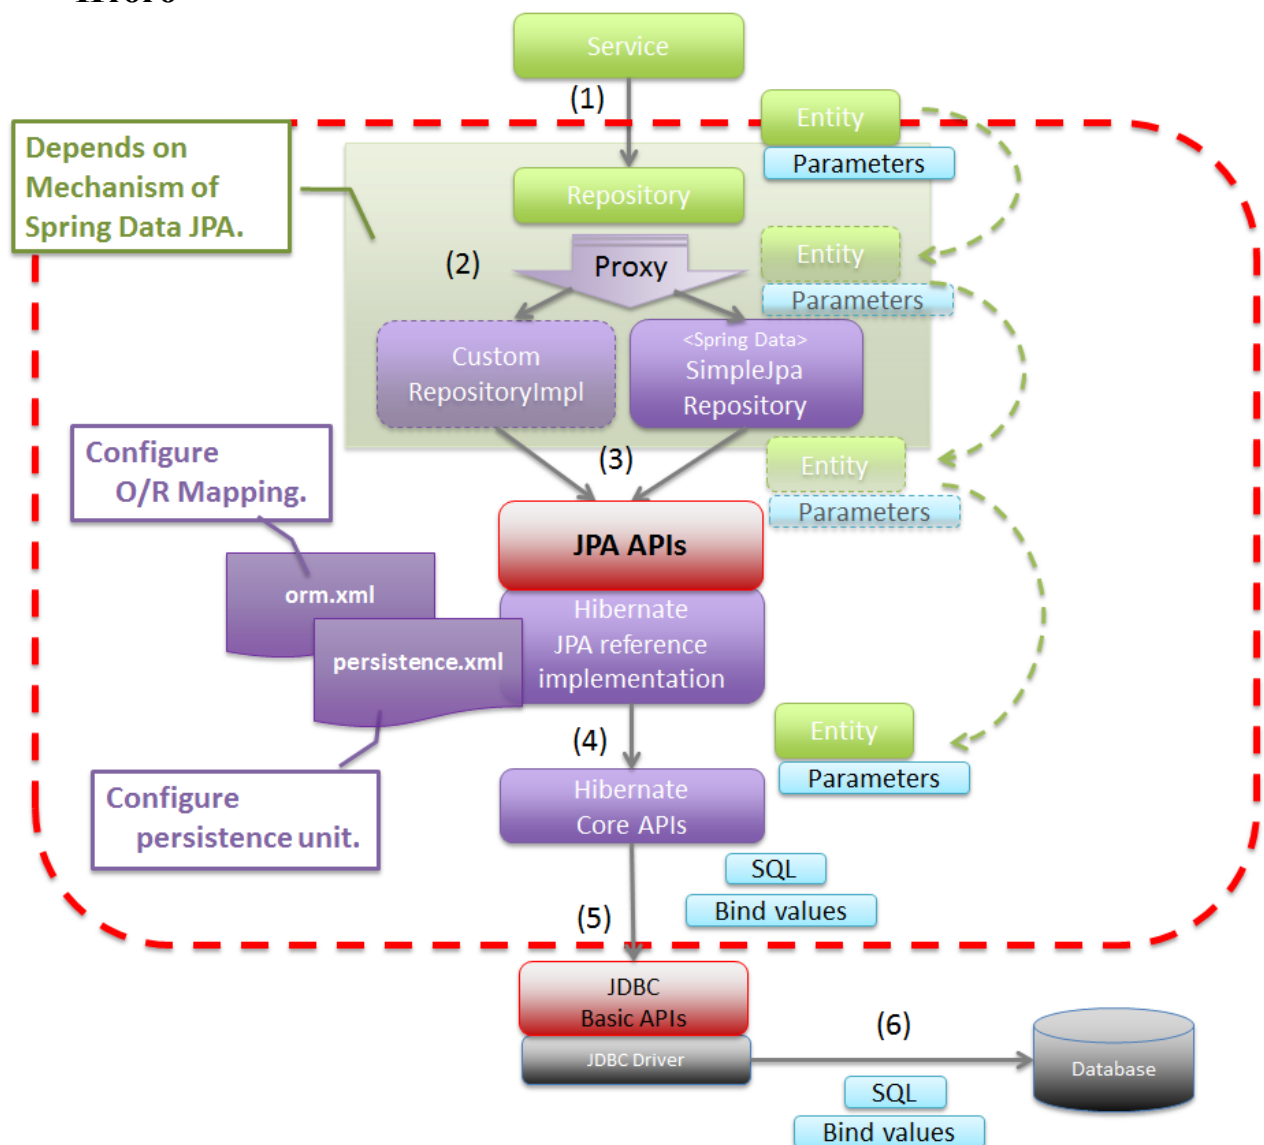 Service
(1)
Entity
Parameters
Depends on
Mechanism of
Spring Data JPA.
Repository
(2)
Proxy
Entity
Parameters
Custom
RepositoryImpl
<Spring Data>
SimpleJpa
Repository
Configure
O/R Mapping.
(3)
Entity
Parameters
JPA APIs
orm.xml
Hibernate
JPA reference
implementation
persistence.xml
(4)
Entity
Parameters
Configure
persistence unit.
Hibernate
Core APIs
SQL
Bind values
(5)
JDBC
Basic APIs
JDBC Driver
(6)
Database
SQL
Bind values